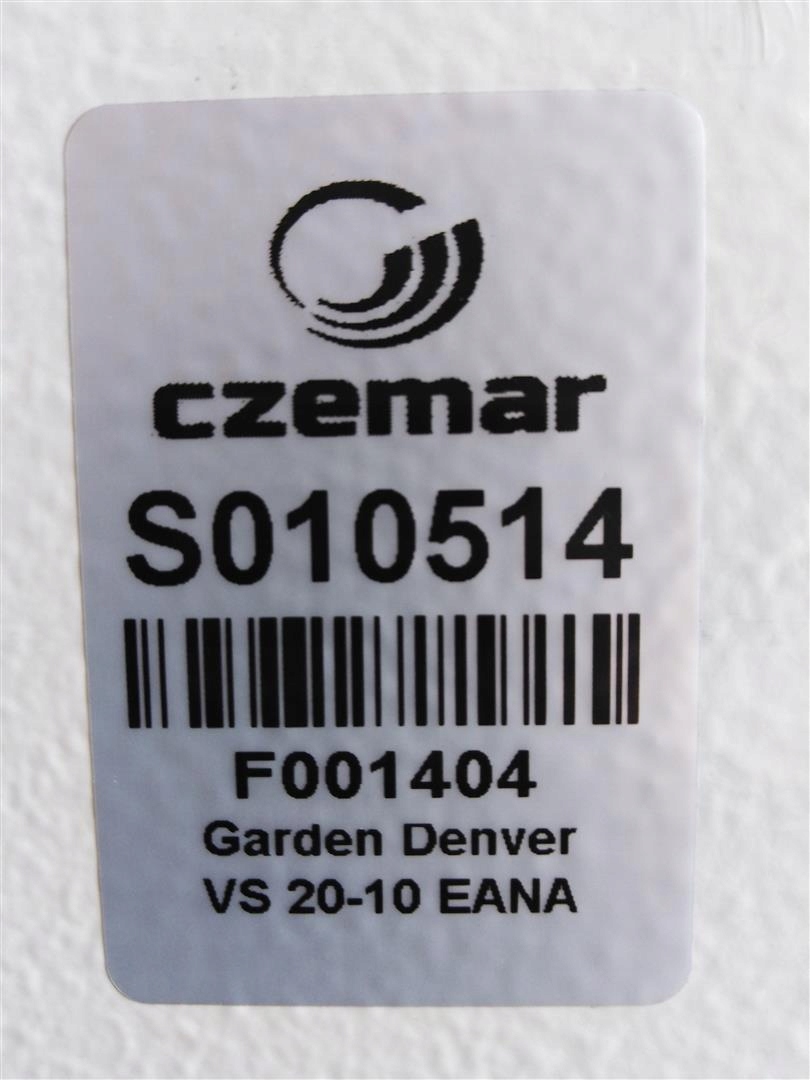 czemar
S010514
F001404
Garden Denver
VS 20-10 EANA